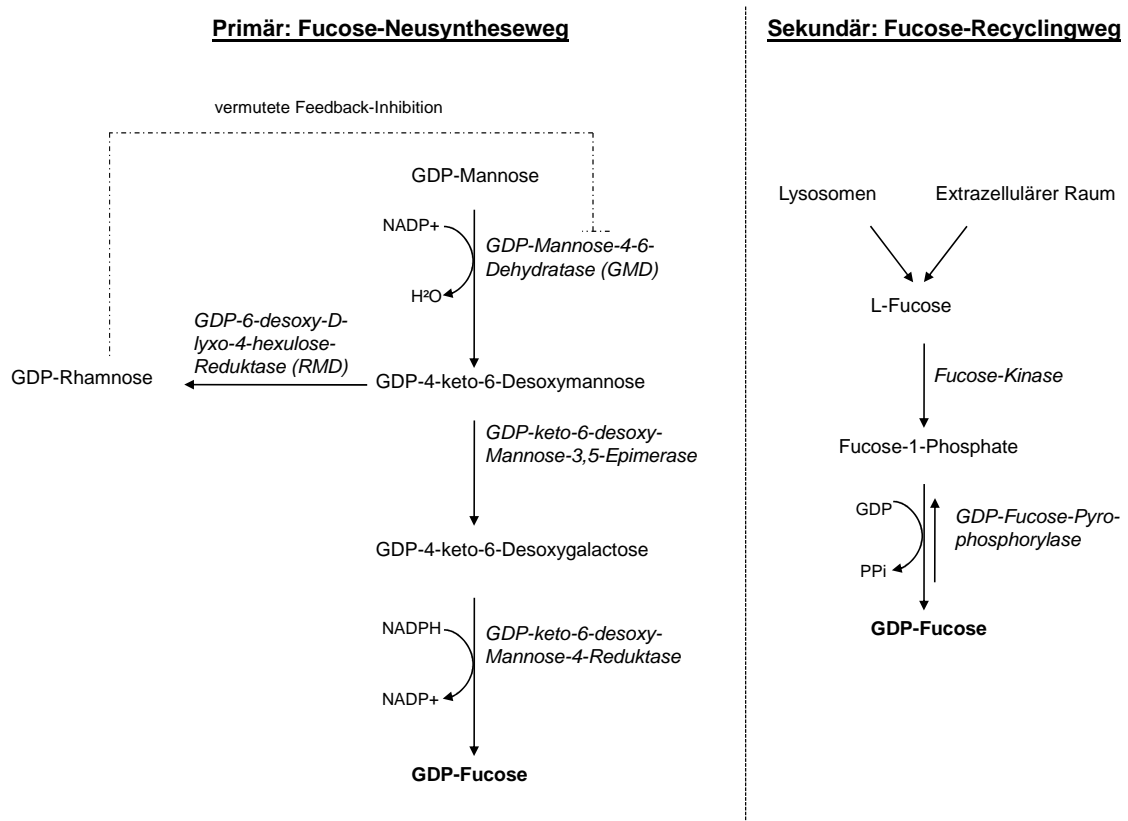 Primär: Fucose-Neusyntheseweg
vermutete Feedback-Inhibition
GDP-Mannose
NADP+
GDP-Mannose-4-6-
Dehydratase (GMD)
H²O
GDP-6-desoxy-D-
lyxo-4-hexulose-
Reduktase (RMD)
GDP-Rhamnose
GDP-4-keto-6-Desoxymannose
GDP-keto-6-desoxy-
Mannose-3,5-Epimerase
GDP-4-keto-6-Desoxygalactose
NADPH
GDP-keto-6-desoxy-
Mannose-4-Reduktase
NADP+
GDP-Fucose
Sekundär: Fucose-Recyclingweg
Lysosomen
Extrazellulärer Raum
L-Fucose
Fucose-Kinase
Fucose-1-Phosphate
GDP
GDP-Fucose-Pyro-
phosphorylase
PPi
GDP-Fucose